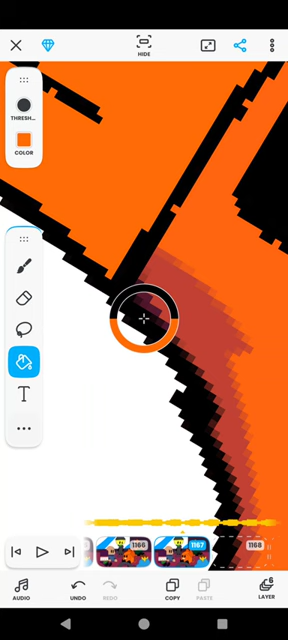 HIDE
THRESH...
COLOR
T
1166
1167
1168
AUDIO
UNDO
REDO
COPY
PASTE
6
LAYER